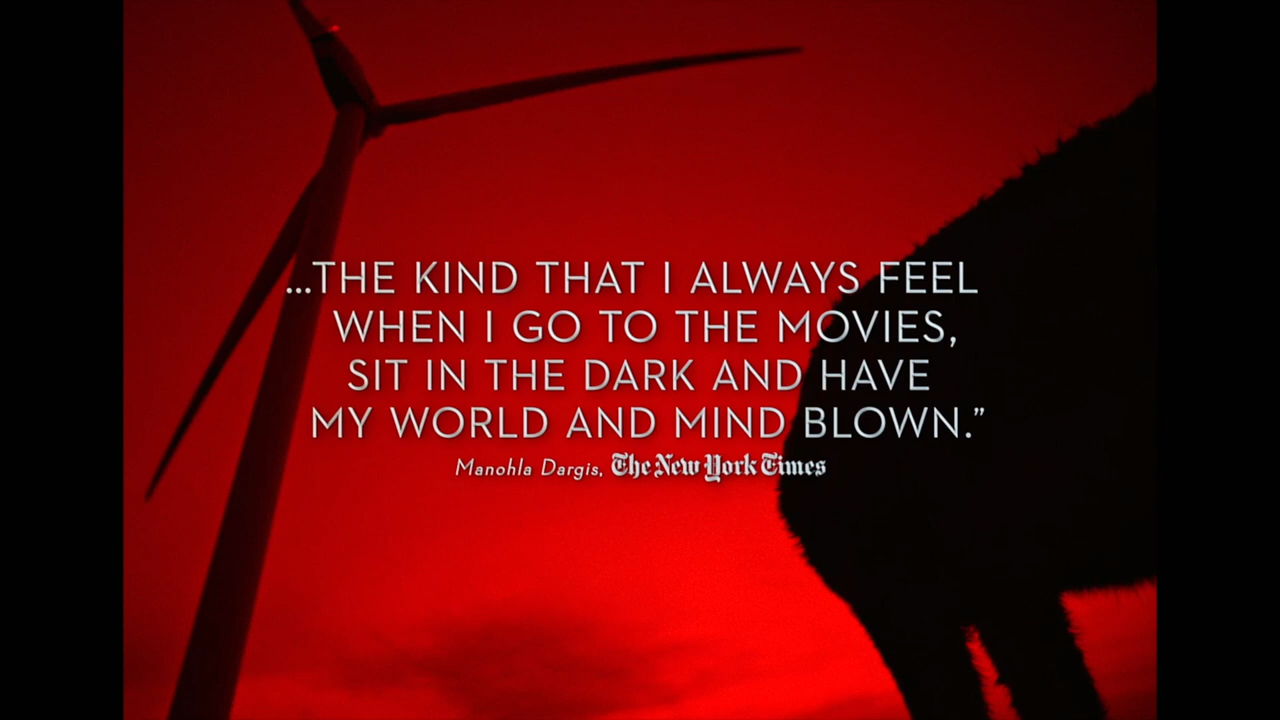 ...THE KIND THAT I ALWAYS FEEL
WHEN I GO TO THE MOVIES,
SIT IN THE DARK AND HAVE
MY WORLD AND MIND BLOWN.”
Manohla Dargis, The New York Times